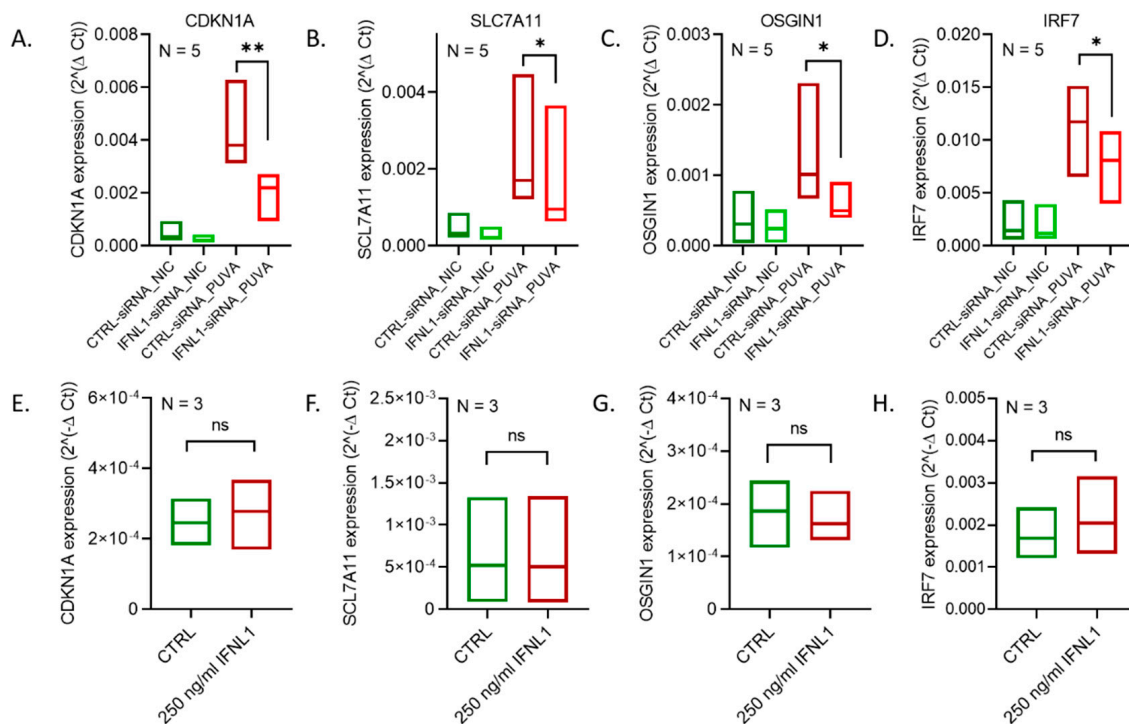 A.
CDKN1A
CDKN1A expression (2^(Δ Ct))
0.008
0.006
0.004
0.002
0.000
N = 5
**
CTRL-siRNA_NIC
IFNL1-siRNA_NIC
CTRL-siRNA_PUVA
IFNL1-siRNA_PUVA
B.
SLC7A11
SCL7A11 expression (2^(Δ Ct))
0.004
0.002
0.000
N = 5
*
CTRL-siRNA_NIC
IFNL1-siRNA_NIC
CTRL-siRNA_PUVA
IFNL1-siRNA_PUVA
C.
OSGIN1
OSGIN1 expression (2^(Δ Ct))
0.003
0.002
0.001
0.000
N = 5
*
CTRL-siRNA_NIC
IFNL1-siRNA_NIC
CTRL-siRNA_PUVA
IFNL1-siRNA_PUVA
D.
IRF7
IRF7 expression (2^(Δ Ct))
0.020
0.015
0.010
0.005
0.000
N = 5
*
CTRL-siRNA_NIC
IFNL1-siRNA_NIC
CTRL-siRNA_PUVA
IFNL1-siRNA_PUVA
E.
CDKN1A expression (2^(-Δ Ct))
6×10⁻⁴
4×10⁻⁴
2×10⁻⁴
0
N = 3
ns
CTRL
250 ng/ml IFNL1
F.
SCL7A11 expression (2^(-Δ Ct))
2.5×10⁻³
2×10⁻³
1.5×10⁻³
1×10⁻³
5×10⁻⁴
0
N = 3
ns
CTRL
250 ng/ml IFNL1
G.
OSGIN1 expression (2^(-Δ Ct))
4×10⁻⁴
3×10⁻⁴
2×10⁻⁴
1×10⁻⁴
0
N = 3
ns
CTRL
250 ng/ml IFNL1
H.
IRF7 expression (2^(-Δ Ct))
0.005
0.004
0.003
0.002
0.001
0.000
N = 3
ns
CTRL
250 ng/ml IFNL1